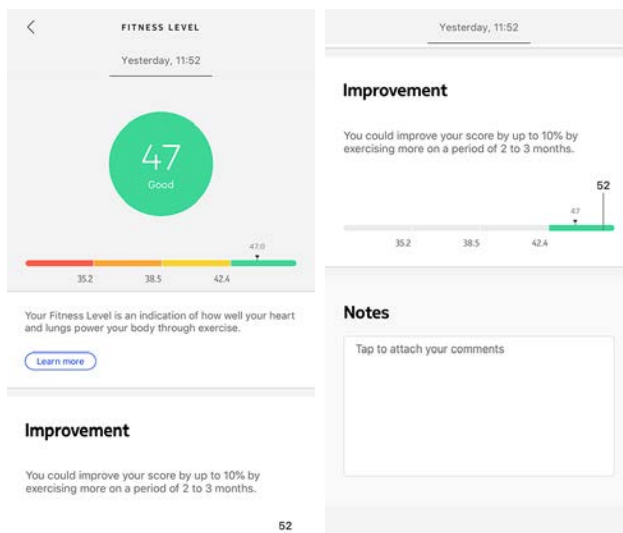 FITNESS LEVEL
Yesterday, 11:52
47
Good
47.0
35.2 38.5 42.4
Your Fitness Level is an indication of how well your heart
and lungs power your body through exercise.
Learn more
Improvement
You could improve your score by up to 10% by
exercising more on a period of 2 to 3 months.
52
Yesterday, 11:52
Improvement
You could improve your score by up to 10% by
exercising more on a period of 2 to 3 months.
52
47
35.2 38.5 42.4
Notes
Tap to attach your comments